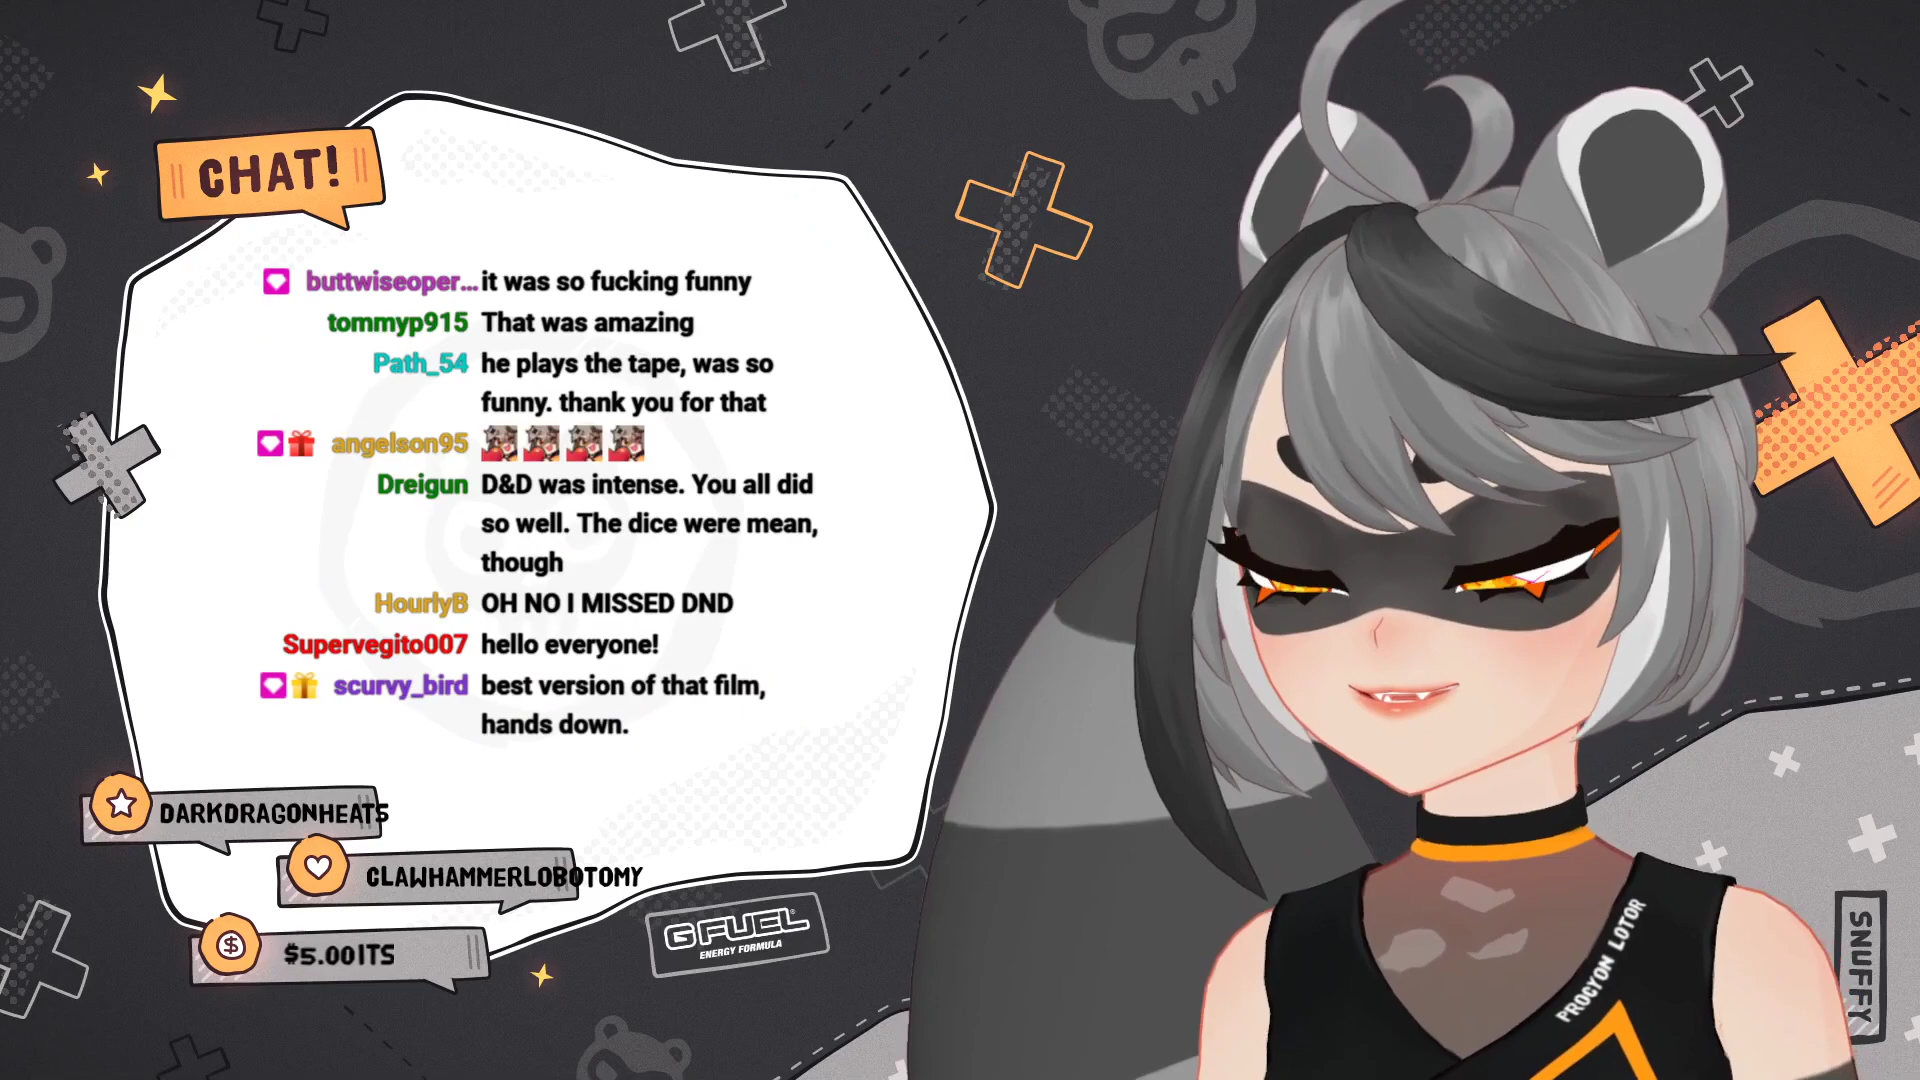 CHAT!
buttwiseoper... it was so fucking funny
tommyp915 That was amazing
Path_54 he plays the tape, was so
funny. thank you for that
angelson95
Dreigun D&D was intense. You all did
so well. The dice were mean,
though
HourlyB OH NO I MISSED DND
Supervegito007 hello everyone!
scurvy_bird best version of that film,
hands down.
DARKDRAGONHEATS
CLAWHAMMERLOBOTOMY
$5.00ITS
G FUEL®
ENERGY FORMULA
PROCYON LOTOR
SNUFFY